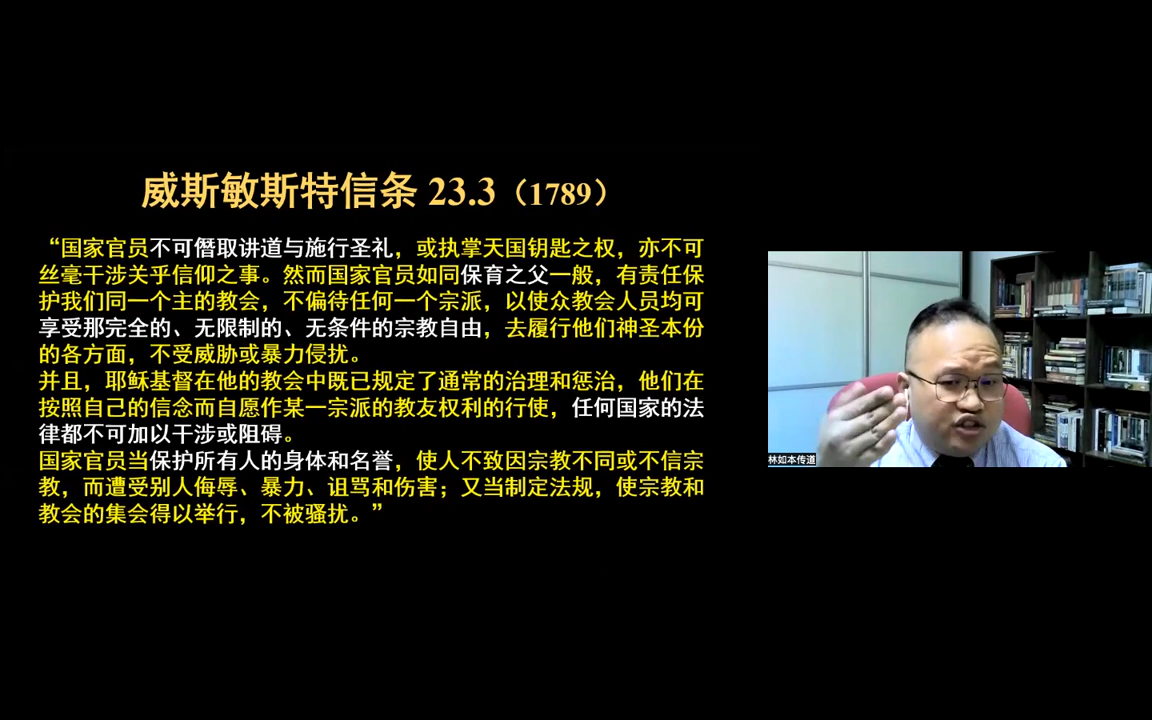 威斯敏斯特信条 23.3（1789）
“国家官员不可僭取讲道与施行圣礼，或执掌天国钥匙之权，亦不可
丝毫干涉关乎信仰之事。然而国家官员如同保育之父一般，有责任保
护我们同一个主的教会，不偏待任何一个宗派，以使众教会人员均可
享受那完全的、无限制的、无条件的宗教自由，去履行他们神圣本份
的各方面，不受威胁或暴力侵扰。
并且，耶稣基督在他的教会中既已规定了通常的治理和惩治，他们在
按照自己的信念而自愿作某一宗派的教友权利的行使，任何国家的法
律都不可加以干涉或阻碍。
国家官员当保护所有人的身体和名誉，使人不致因宗教不同或不信宗
教，而遭受别人侮辱、暴力、诅骂和伤害；又当制定法规，使宗教和
教会的集会得以举行，不被骚扰。”
林如本传道